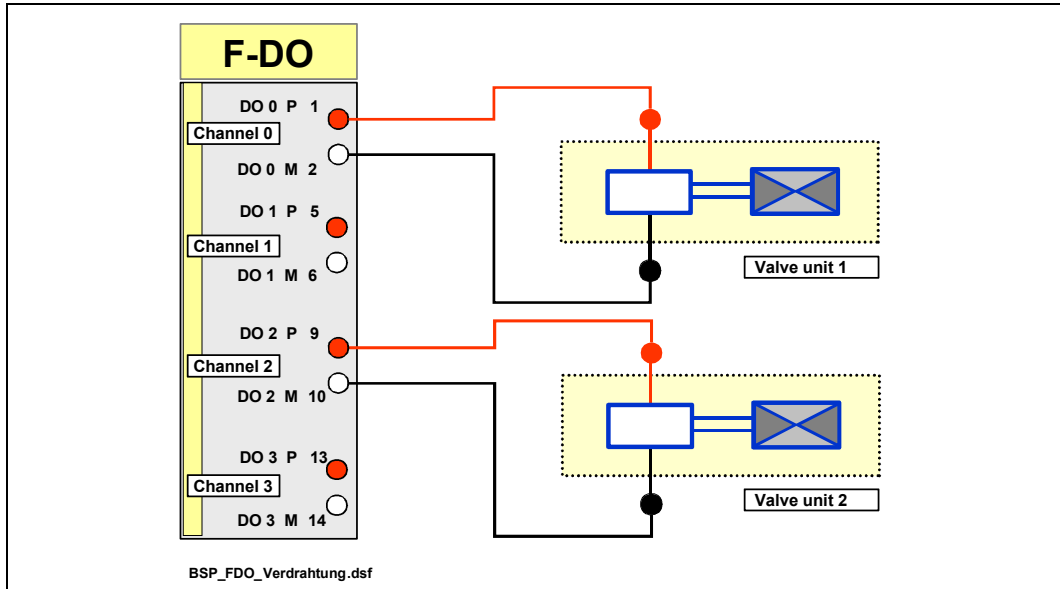 F-DO
DO 0 P 1
Channel 0
DO 0 M 2
DO 1 P 5
Channel 1
DO 1 M 6
DO 2 P 9
Channel 2
DO 2 M 10
DO 3 P 13
Channel 3
DO 3 M 14
Valve unit 1
Valve unit 2
BSP_FDO_Verdrahtung.dsf